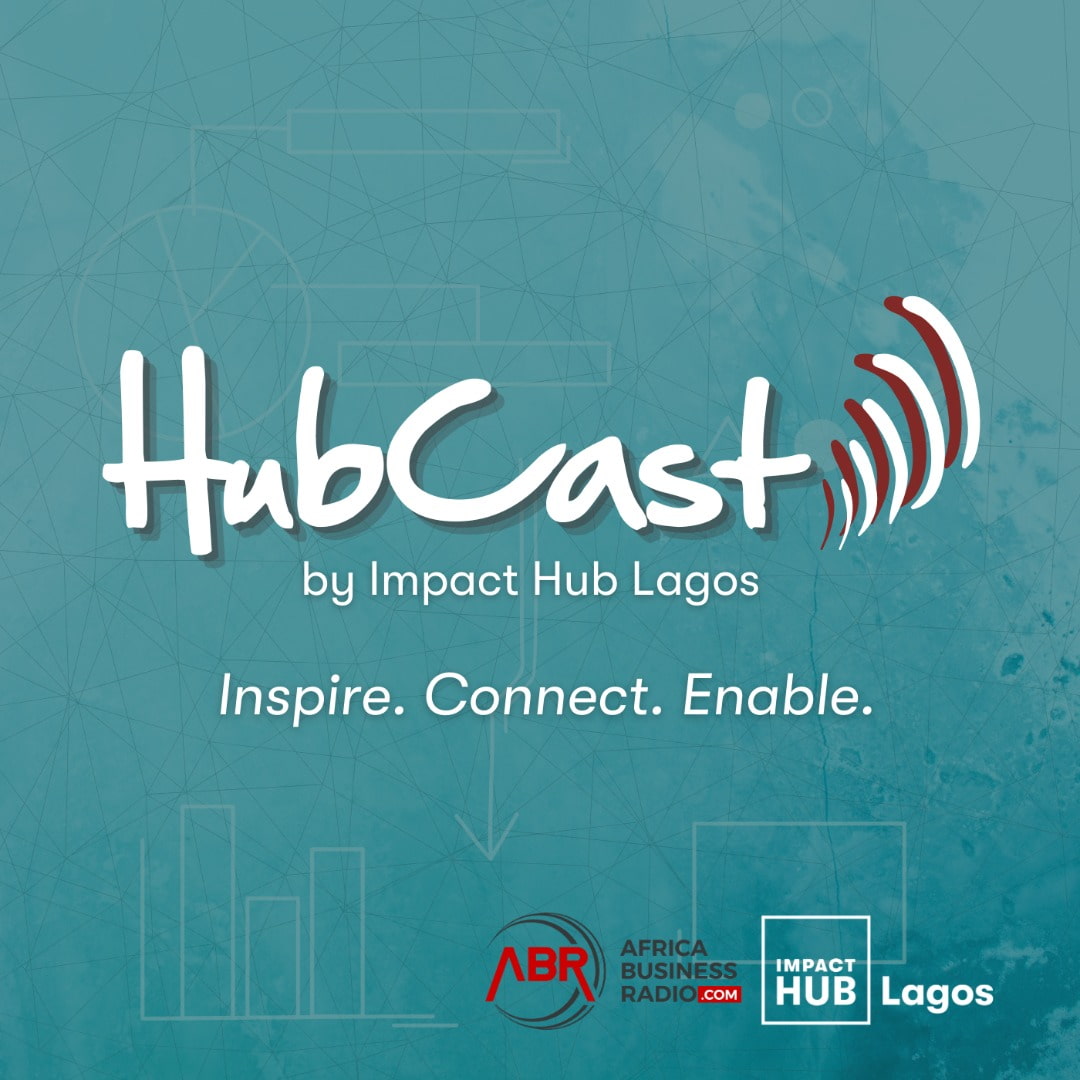 HubCast
by Impact Hub Lagos
Inspire. Connect. Enable.
ABR
AFRICA
BUSINESS
RADIO.COM
IMPACT
HUB Lagos